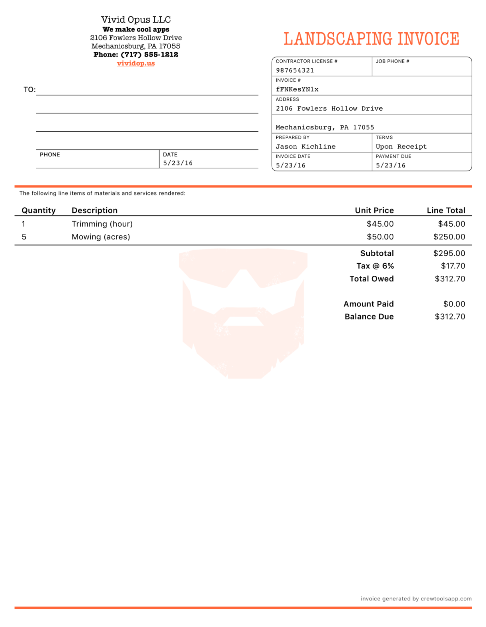 Vivid Opus LLC
We make cool apps
2106 Fowlers Hollow Drive
Mechanicsburg, PA 17055
Phone: (717) 555-1212
vividop.us
LANDSCAPING INVOICE
CONTRACTOR LICENSE # JOB PHONE #
987654321
INVOICE #
fFNKesYN1x
ADDRESS
2106 Fowlers Hollow Drive
Mechanicsburg, PA 17055
PREPARED BY TERMS
Jason Kichline Upon Receipt
INVOICE DATE PAYMENT DUE
5/23/16 5/23/16
TO:
PHONE DATE
5/23/16
The following line items of materials and services rendered:
Quantity Description Unit Price Line Total
1 Trimming (hour) $45.00 $45.00
5 Mowing (acres) $50.00 $250.00
Subtotal $295.00
Tax @ 6% $17.70
Total Owed $312.70
Amount Paid $0.00
Balance Due $312.70
invoice generated by crewtoolsapp.com